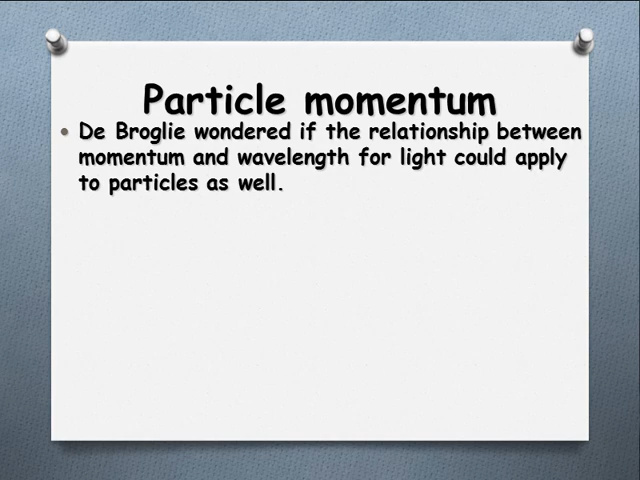 Particle momentum
• De Broglie wondered if the relationship between
momentum and wavelength for light could apply
to particles as well.